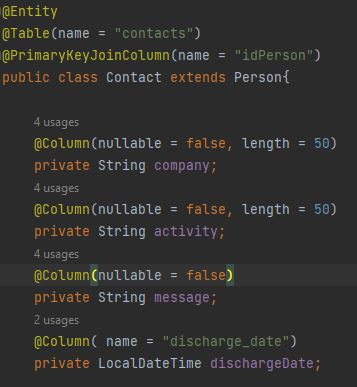 @Entity
@Table(name = "contacts")
@PrimaryKeyJoinColumn(name = "idPerson")
public class Contact extends Person{
4 usages
@Column(nullable = false, length = 50)
private String company;
4 usages
@Column(nullable = false, length = 50)
private String activity;
4 usages
@Column(nullable = false)
private String message;
2 usages
@Column( name = "discharge_date")
private LocalDateTime dischargeDate;